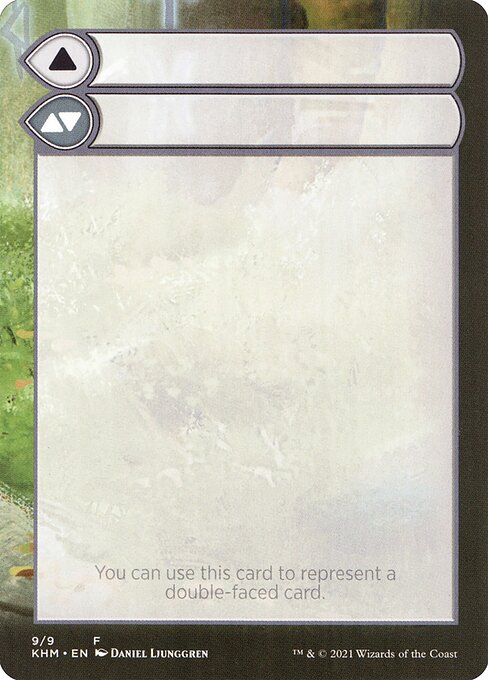 You can use this card to represent a
double-faced card.
9/9 F
KHM • EN DANIEL LJUNGGREN ™ & © 2021 Wizards of the Coast